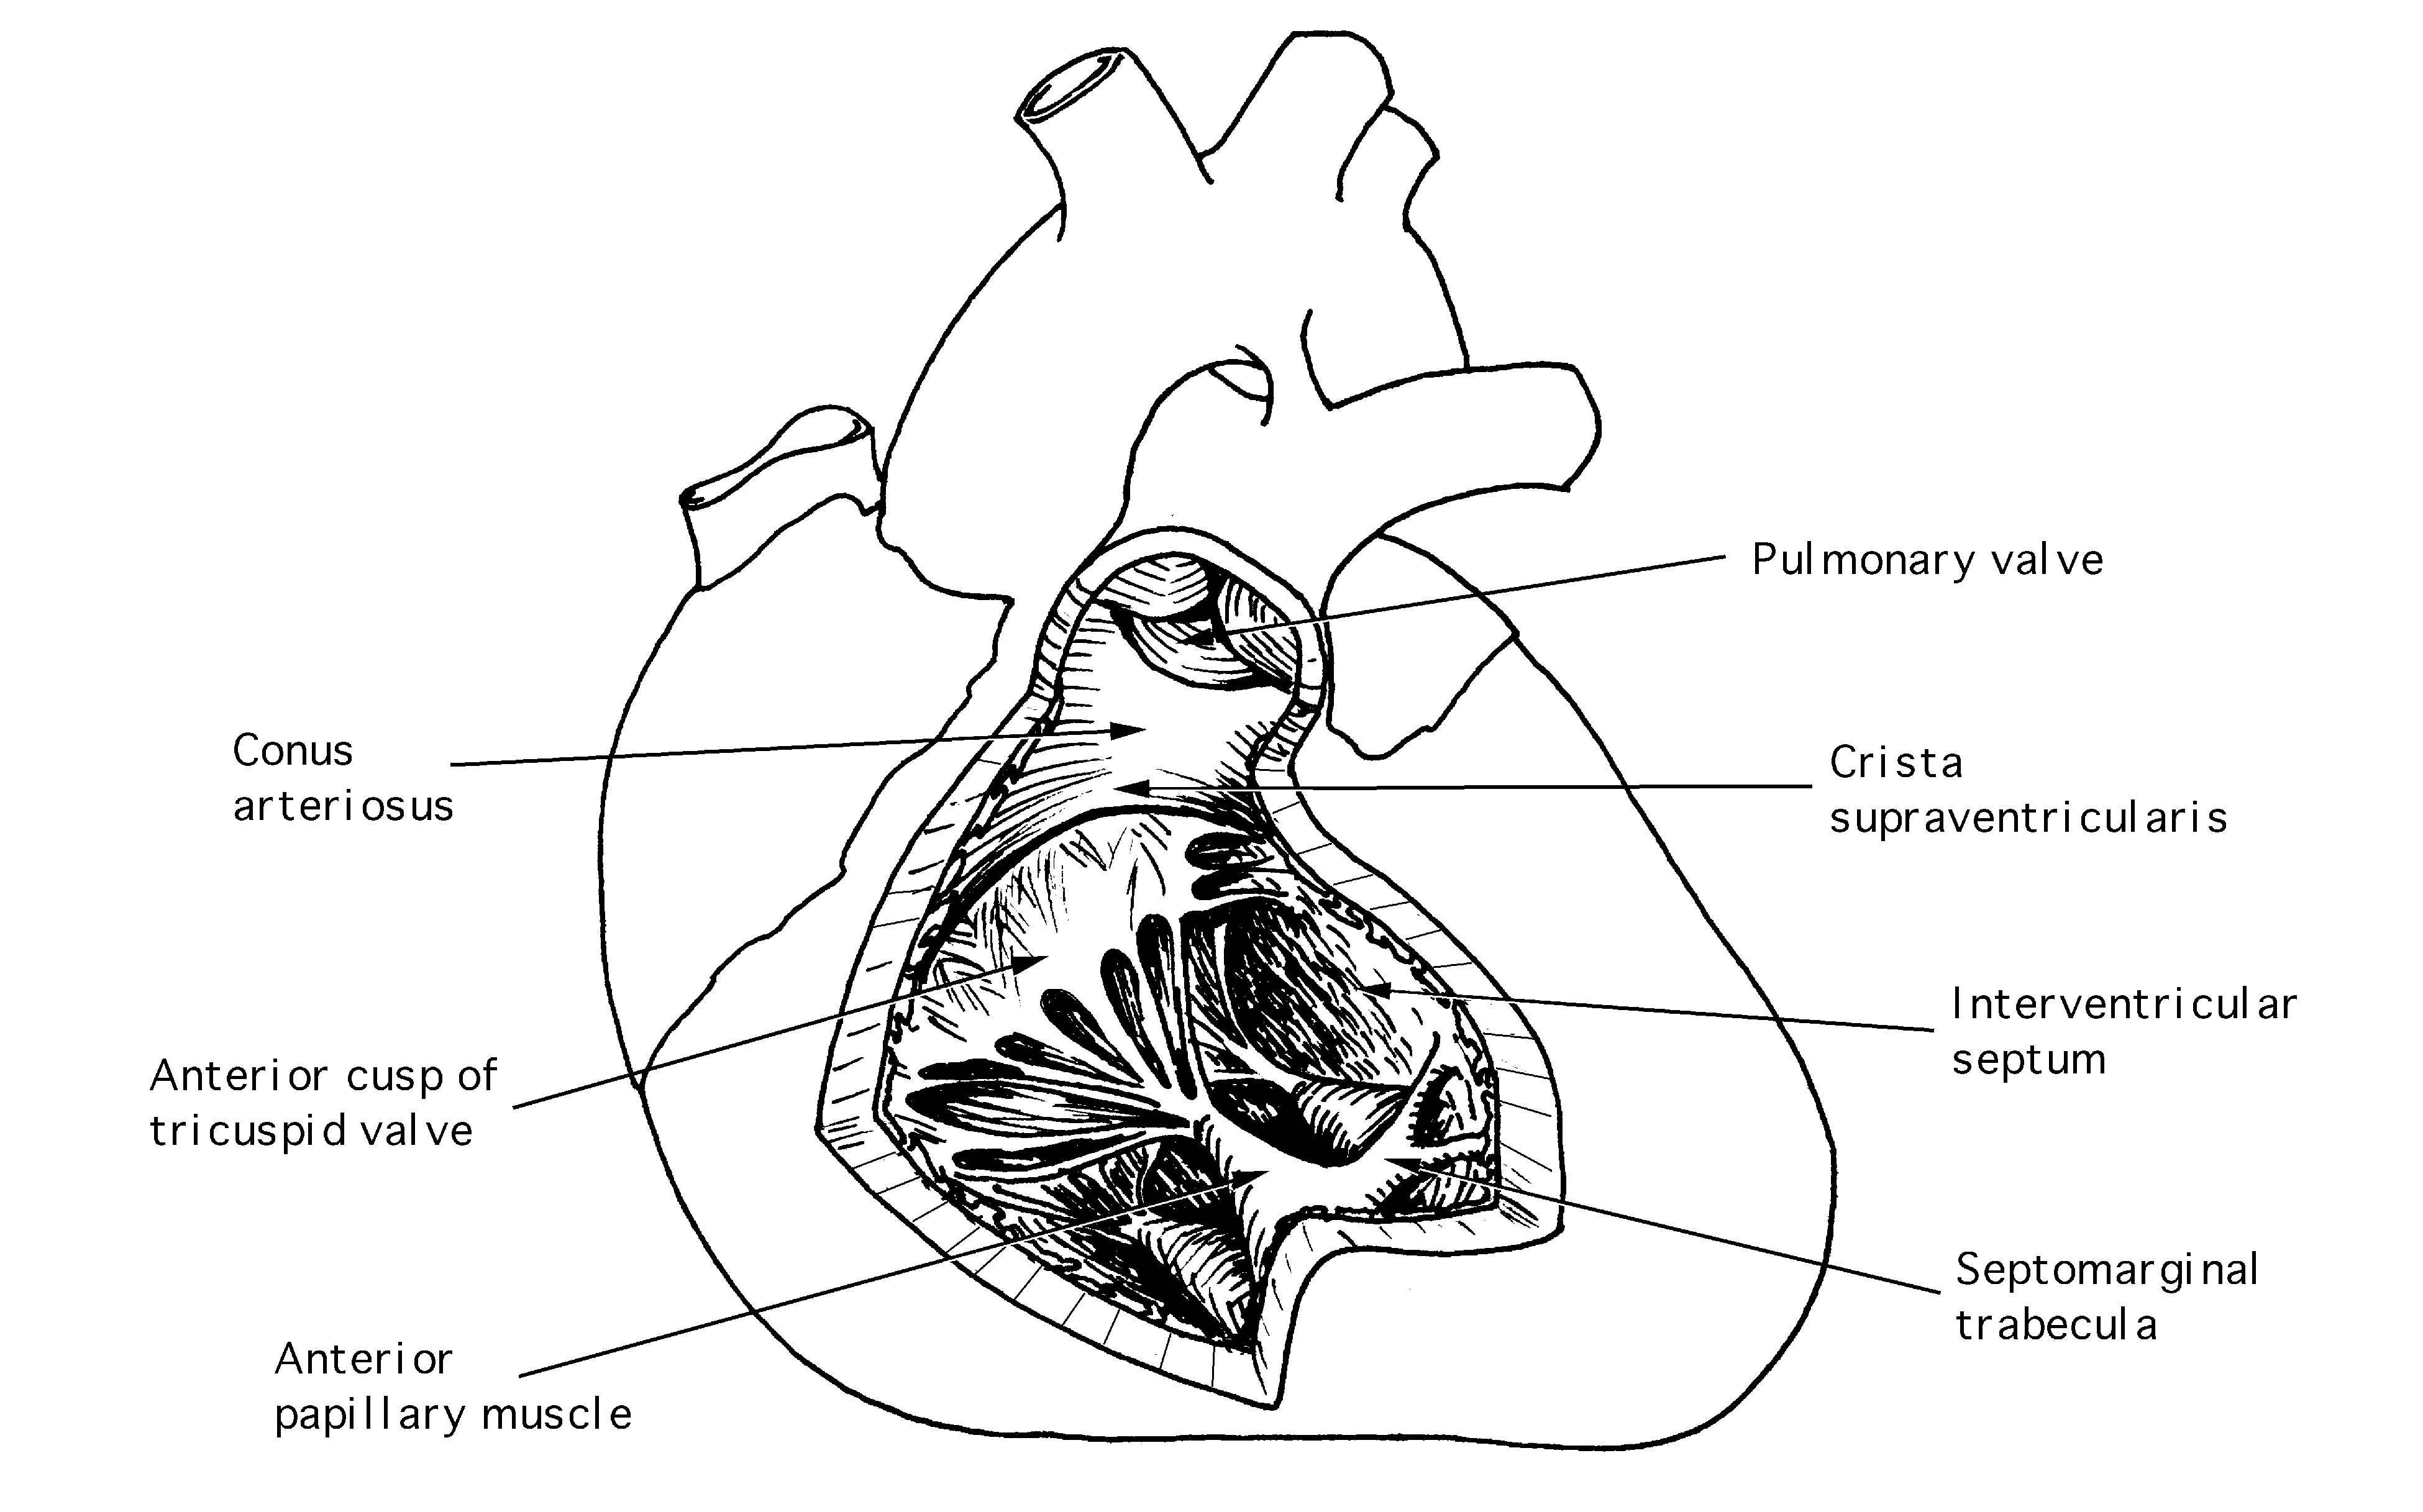 Pulmonary valve
Conus
arteriosus
Crista
supraventricularis
Interventricular
septum
Anterior cusp of
tricuspid valve
Septomarginal
trabecula
Anterior
papillary muscle